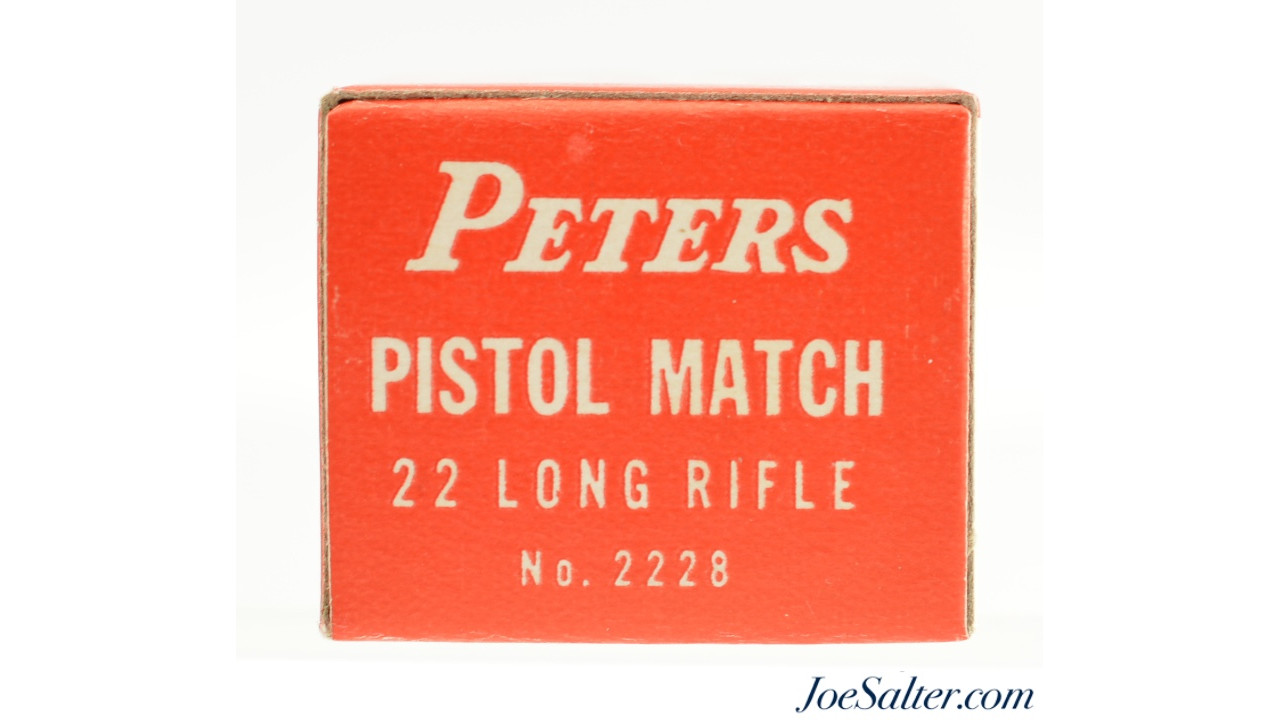 PETERS
PISTOL MATCH
22 LONG RIFLE
No. 2228
JoeSalter.com